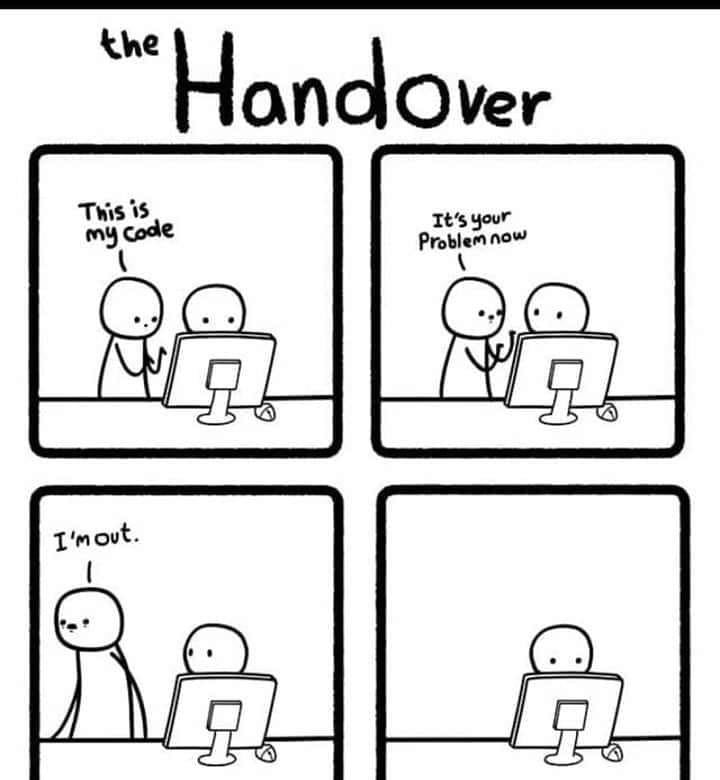 the
Handover
This is
my code
It's your
Problem now
I'm out.